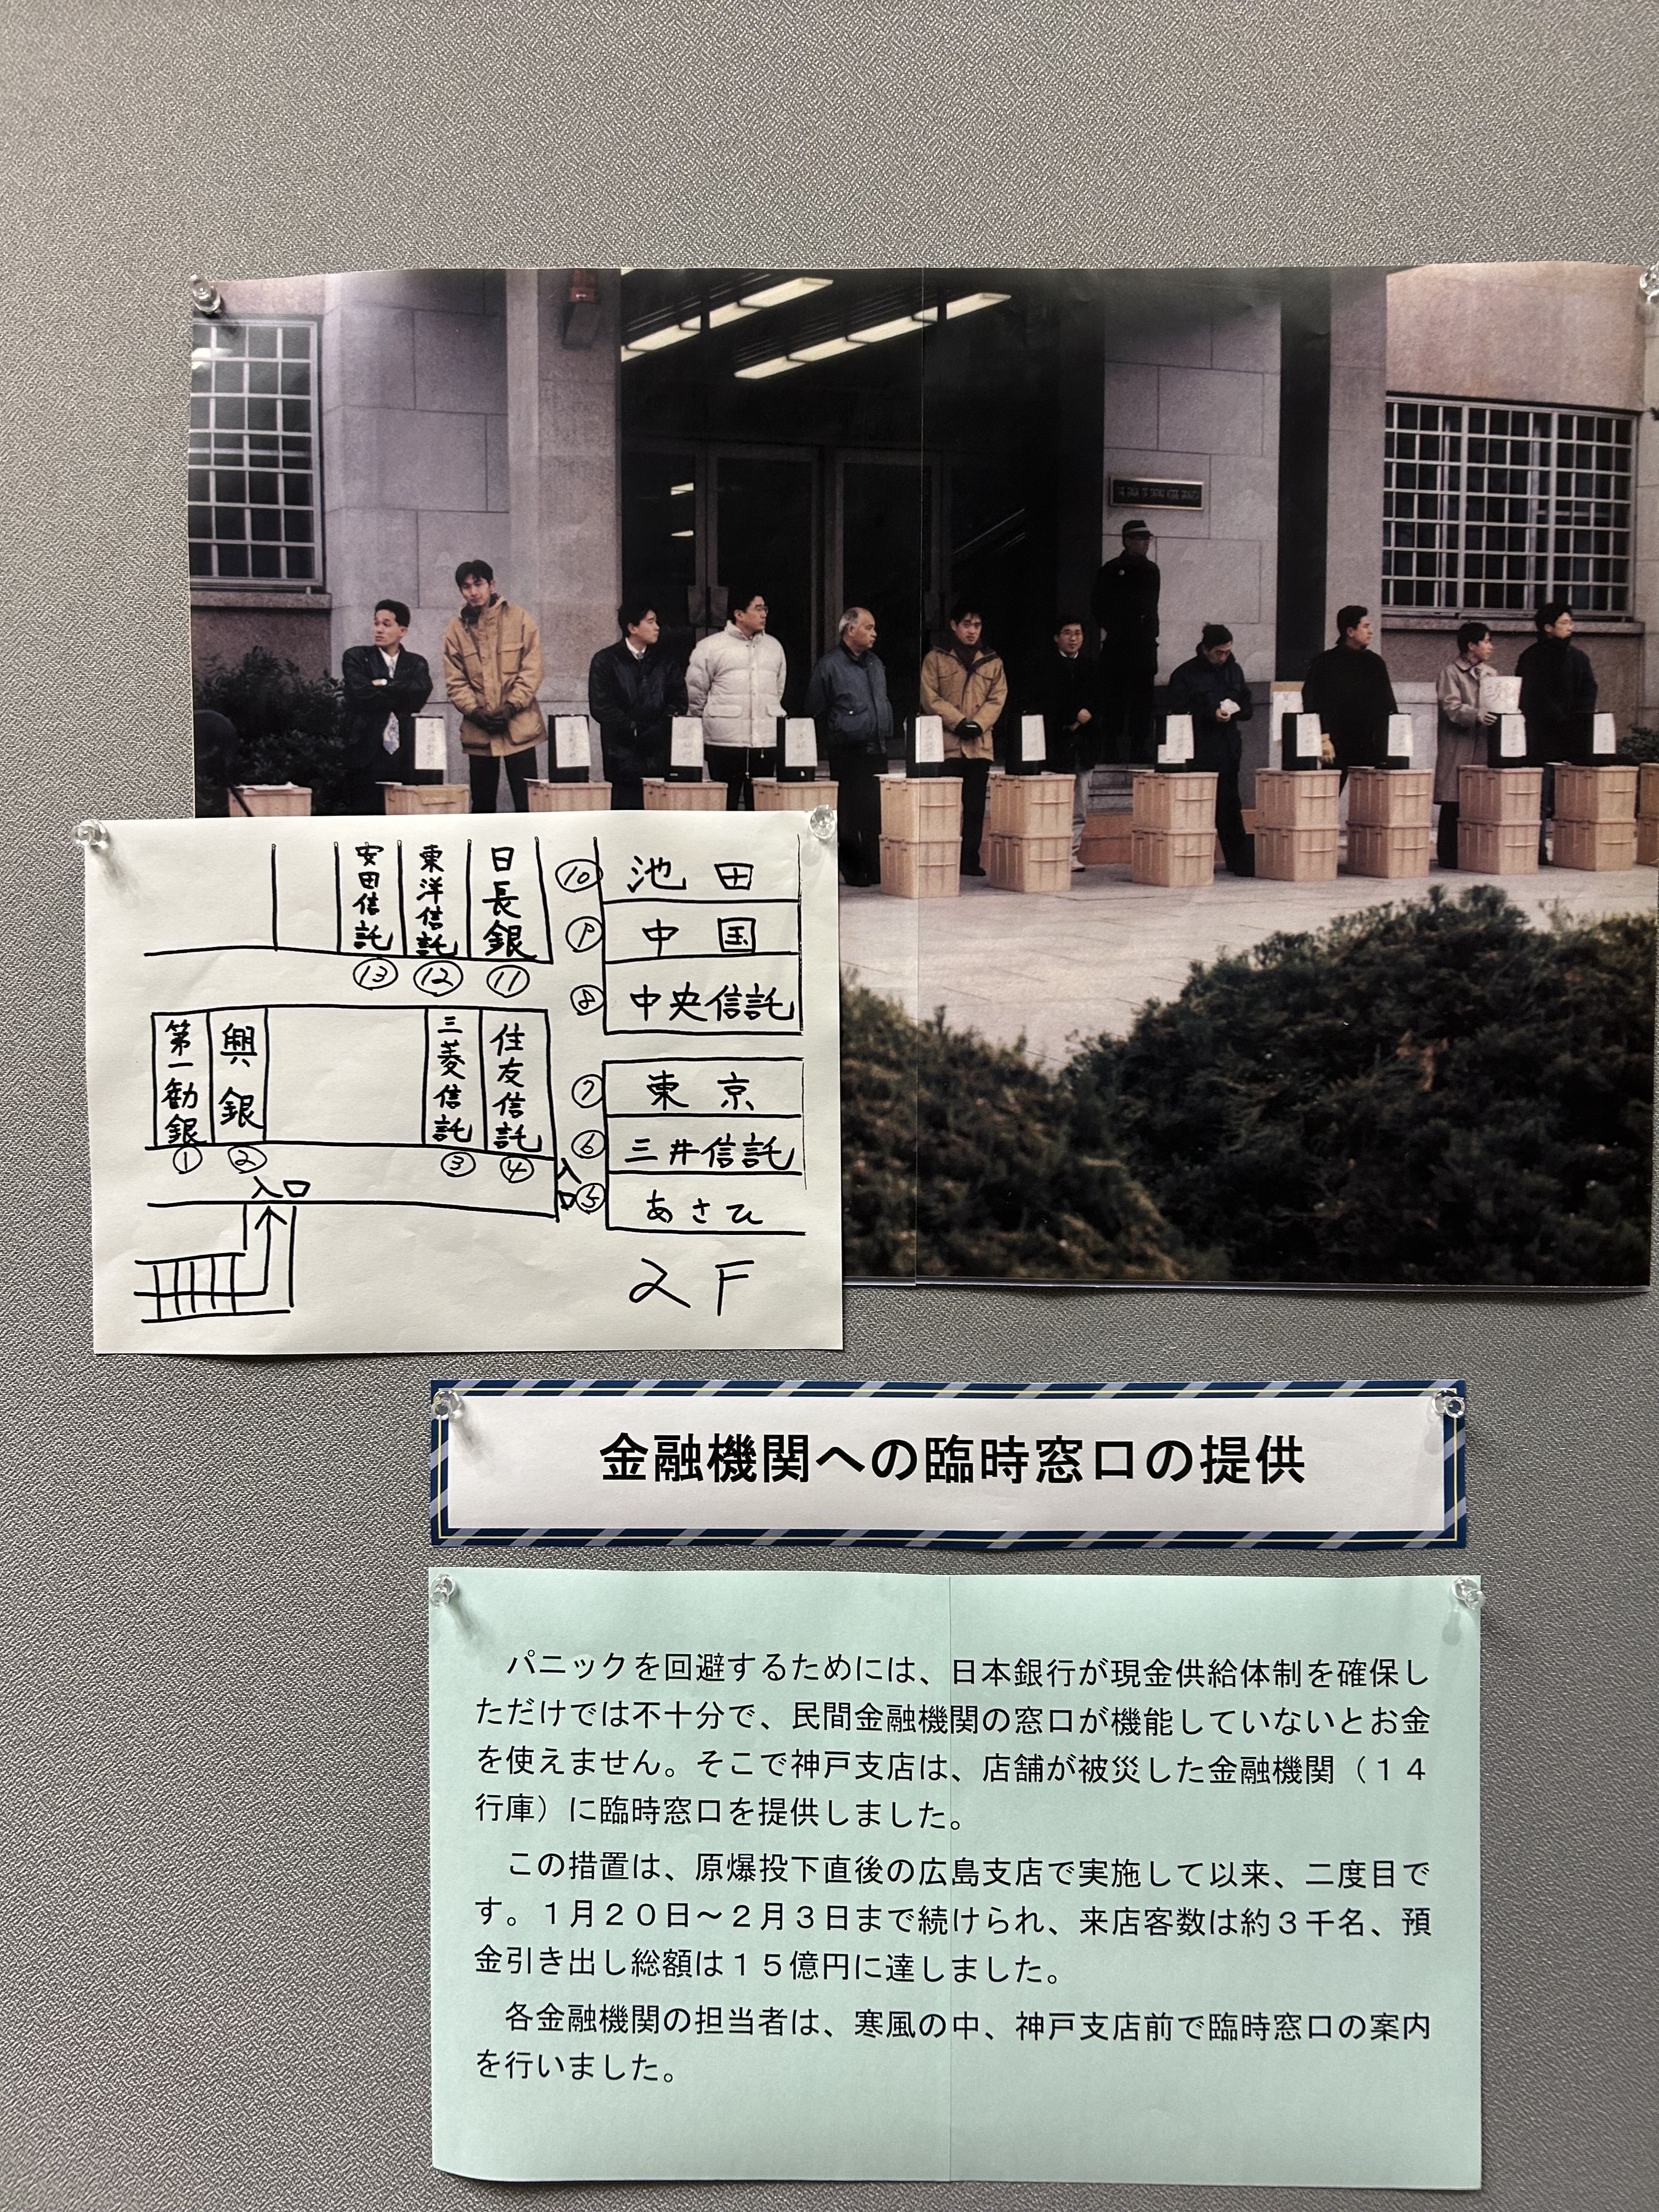 THE BANK OF JAPAN KOBE BRANCH
安田信託
東洋信託
日長銀
⑬
⑫
⑪
⑩
池田
⑨
中国
⑧
中央信託
第一勧銀
興銀
三菱信託
住友信託
①
②
③
④
⑦
東京
⑥
三井信託
⑤
あさひ
入口
入口
2F
金融機関への臨時窓口の提供
パニックを回避するためには、日本銀行が現金供給体制を確保し
ただけでは不十分で、民間金融機関の窓口が機能していないとお金
を使えません。そこで神戸支店は、店舗が被災した金融機関（１４
行庫）に臨時窓口を提供しました。
この措置は、原爆投下直後の広島支店で実施して以来、二度目で
す。１月２０日～２月３日まで続けられ、来店客数は約３千名、預
金引き出し総額は１５億円に達しました。
各金融機関の担当者は、寒風の中、神戸支店前で臨時窓口の案内
を行いました。